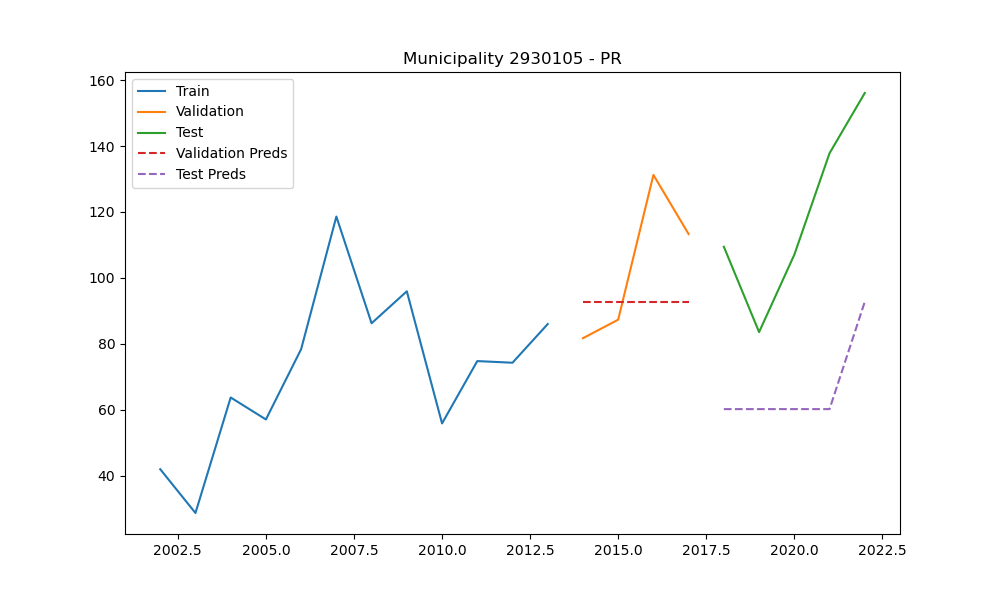 Municipality 2930105 - PR
160
140
120
100
80
60
40
Train
Validation
Test
Validation Preds
Test Preds
2002.5 2005.0 2007.5 2010.0 2012.5 2015.0 2017.5 2020.0 2022.5